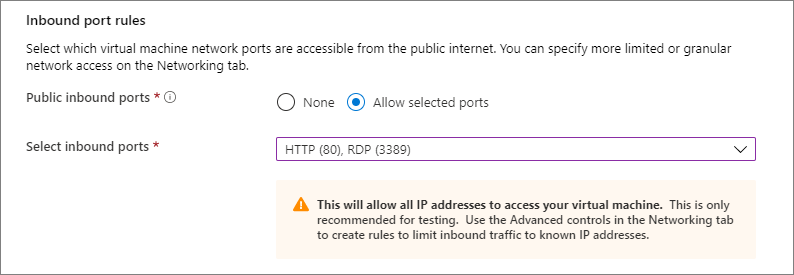 Inbound port rules
Select which virtual machine network ports are accessible from the public internet. You can specify more limited or granular
network access on the Networking tab.
Public inbound ports *
None
Allow selected ports
Select inbound ports *
HTTP (80), RDP (3389)
This will allow all IP addresses to access your virtual machine. This is only
recommended for testing. Use the Advanced controls in the Networking tab
to create rules to limit inbound traffic to known IP addresses.